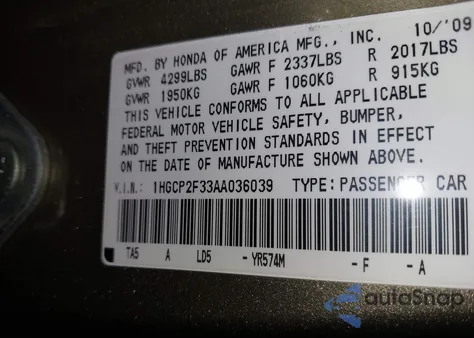 MFD. BY HONDA OF AMERICA MFG., INC. 10/'09
GVWR 4299LBS GAWR F 2337LBS R 2017LBS
GVWR 1950KG GAWR F 1060KG R 915KG
THIS VEHICLE CONFORMS TO ALL APPLICABLE
FEDERAL MOTOR VEHICLE SAFETY, BUMPER,
AND THEFT PREVENTION STANDARDS IN EFFECT
ON THE DATE OF MANUFACTURE SHOWN ABOVE.
V.I.N.: 1HGCP2F33AA036039 TYPE: PASSENGER CAR
TA5 A LD5 - YR574M - F - A
autoSnap